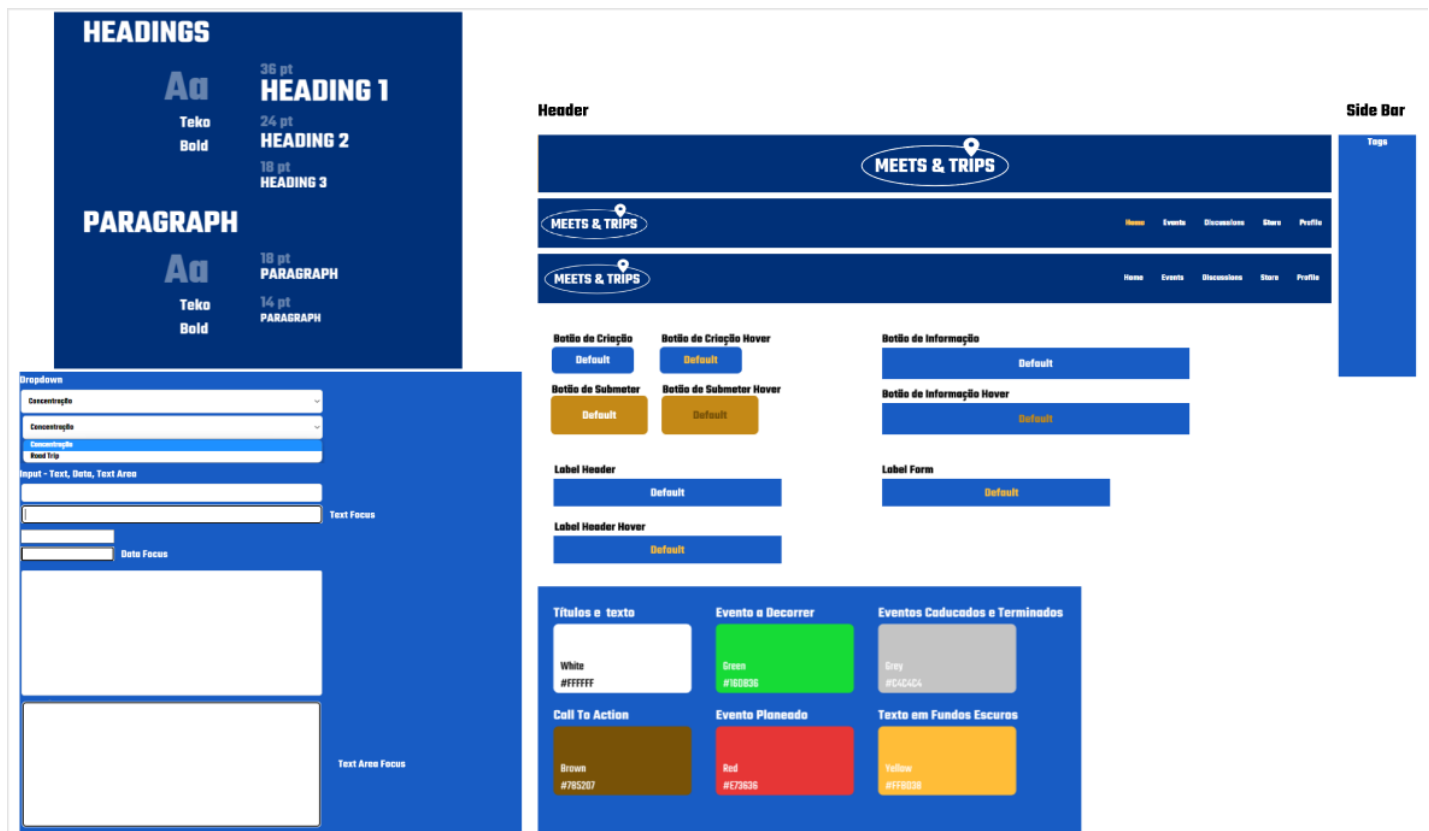 HEADINGS
Aa
Teko
Bold
36 pt
HEADING 1
24 pt
HEADING 2
18 pt
HEADING 3
PARAGRAPH
Aa
Teko
Bold
18 pt
PARAGRAPH
14 pt
PARAGRAPH
Dropdown
Concentração
Concentração
Concentração
Road Trip
Input - Text, Data, Text Area
Text Focus
Data Focus
Text Area Focus
Header
MEETS & TRIPS
MEETS & TRIPS
Home Events Discussions Store Profile
MEETS & TRIPS
Home Events Discussions Store Profile
Side Bar
Tags
Botão de Criação
Default
Botão de Criação Hover
Default
Botão de Submeter
Default
Botão de Submeter Hover
Default
Botão de Informação
Default
Botão de Informação Hover
Default
Label Header
Default
Label Form
Default
Label Header Hover
Default
Títulos e texto
White
#FFFFFF
Evento a Decorrer
Green
#16DB36
Eventos Caducados e Terminados
Grey
#C4C4C4
Call To Action
Brown
#785207
Evento Planeado
Red
#E73636
Texto em Fundos Escuros
Yellow